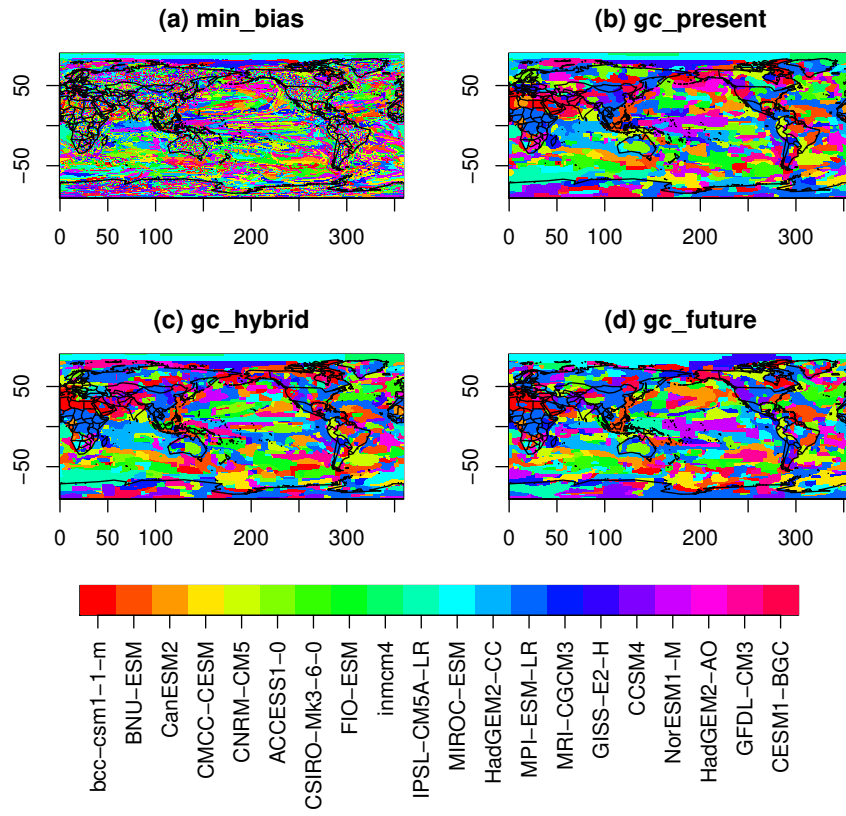 (a) min_bias
(b) gc_present
50
−50
0 50 100 200 300
50
−50
0 50 100 200 300
(c) gc_hybrid
(d) gc_future
50
−50
0 50 100 200 300
50
−50
0 50 100 200 300
bcc−csm1−1−m
BNU−ESM
CanESM2
CMCC−CESM
CNRM−CM5
ACCESS1−0
CSIRO−Mk3−6−0
FIO−ESM
inmcm4
IPSL−CM5A−LR
MIROC−ESM
HadGEM2−CC
MPI−ESM−LR
MRI−CGCM3
GISS−E2−H
CCSM4
NorESM1−M
HadGEM2−AO
GFDL−CM3
CESM1−BGC